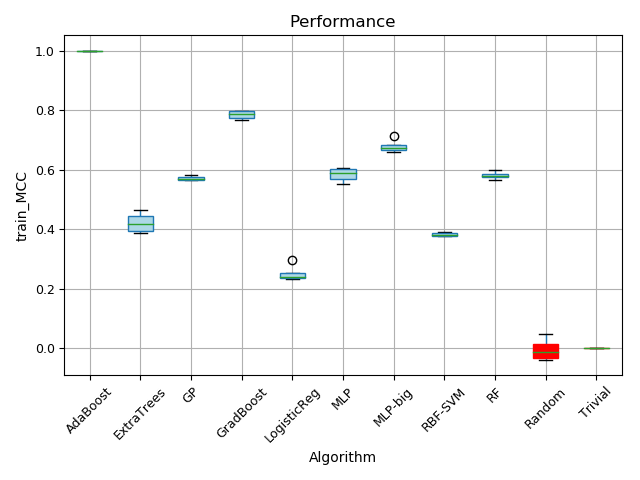 Performance
train_MCC
1.0
0.8
0.6
0.4
0.2
0.0
AdaBoost
ExtraTrees
GP
GradBoost
LogisticReg
MLP
MLP-big
RBF-SVM
RF
Random
Trivial
Algorithm